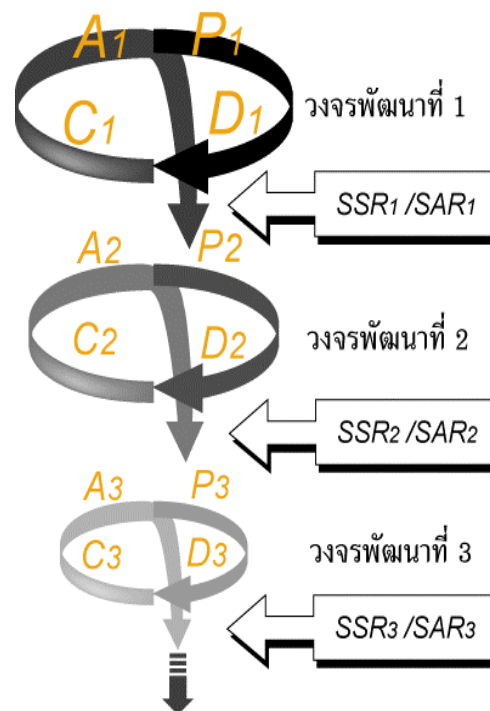 A1 P1
C1 D1 วงจรพัฒนาที่ 1
SSR1 /SAR1
A2 P2
C2 D2 วงจรพัฒนาที่ 2
SSR2 /SAR2
A3 P3
C3 D3 วงจรพัฒนาที่ 3
SSR3 /SAR3